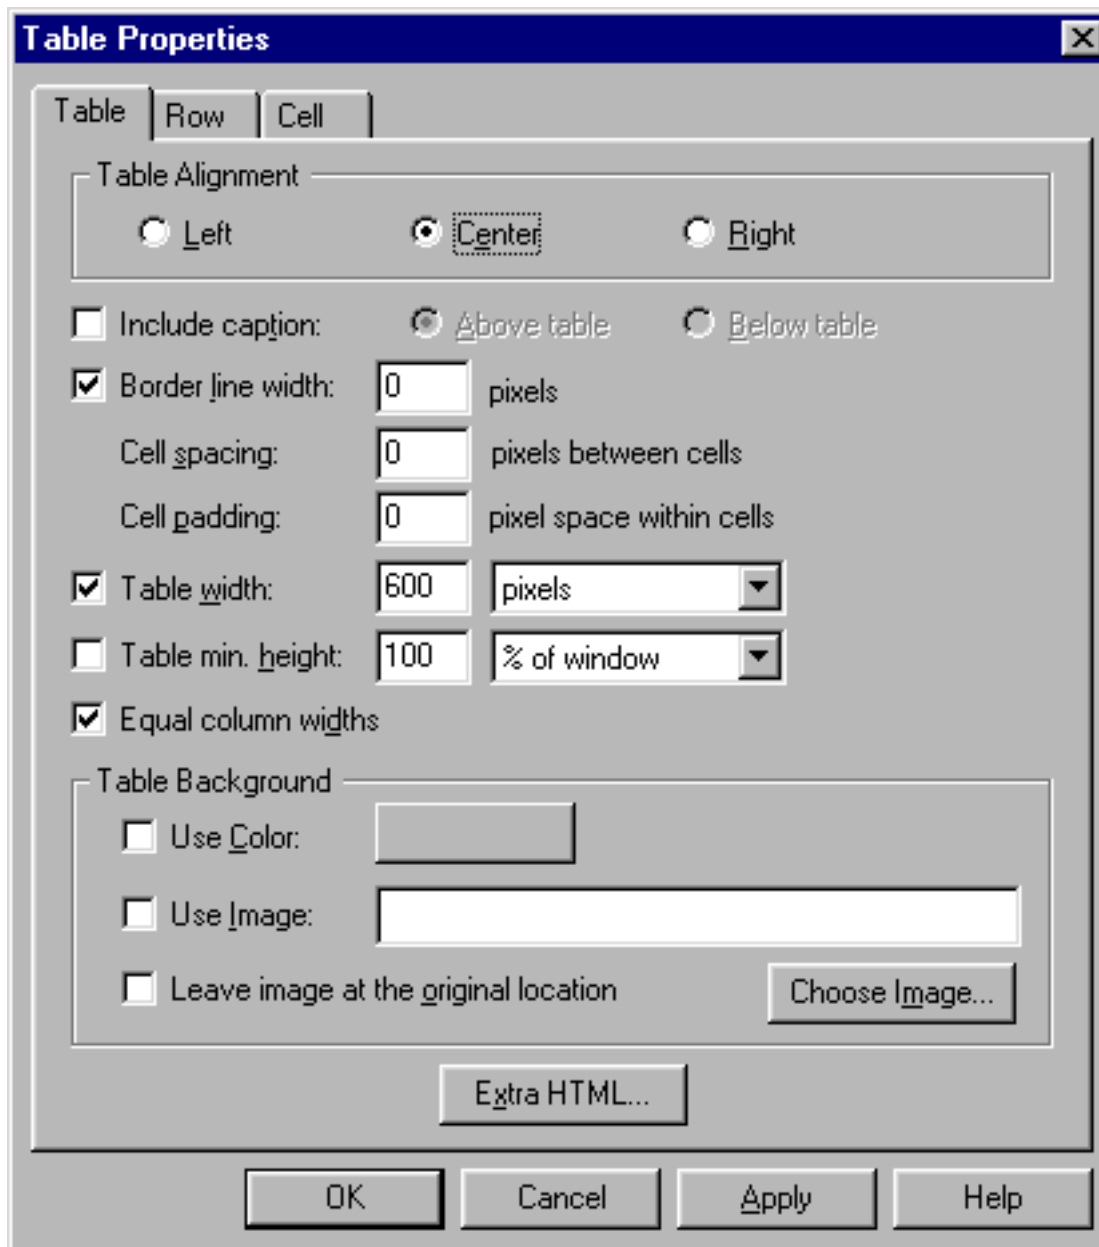 Table Properties
Table Row Cell
Table Alignment
Left Center Right
Include caption: Above table Below table
Border line width: 0 pixels
Cell spacing: 0 pixels between cells
Cell padding: 0 pixel space within cells
Table width: 600 pixels
Table min. height: 100 % of window
Equal column widths
Table Background
Use Color:
Use Image:
Leave image at the original location Choose Image...
Extra HTML...
OK Cancel Apply Help